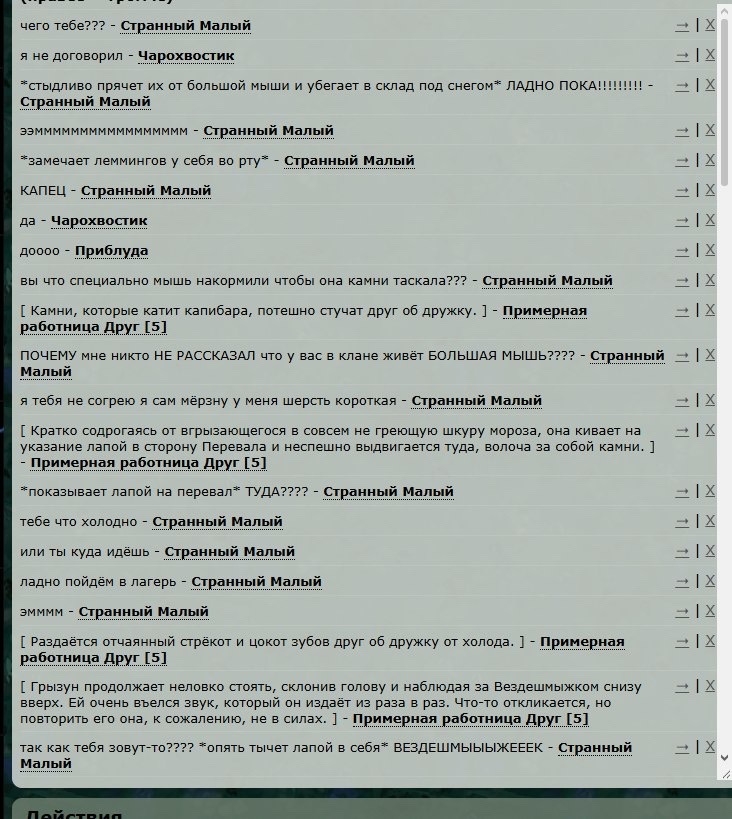 чего тебе??? - Странный Малый → | X
я не договорил - Чарохвостик → | X
*стыдливо прячет их от большой мыши и убегает в склад под снегом* ЛАДНО ПОКА!!!!!!!!! - → | X
Странный Малый
ээммммммммммммммммм - Странный Малый → | X
*замечает леммингов у себя во рту* - Странный Малый → | X
КАПЕЦ - Странный Малый → | X
да - Чарохвостик → | X
доооо - Приблуда → | X
вы что специально мышь накормили чтобы она камни таскала??? - Странный Малый → | X
[ Камни, которые катит капибара, потешно стучат друг об дружку. ] - Примерная → | X
работница Друг [5]
ПОЧЕМУ мне никто НЕ РАССКАЗАЛ что у вас в клане живёт БОЛЬШАЯ МЫШЬ???? - Странный → | X
Малый
я тебя не согрею я сам мёрзну у меня шерсть короткая - Странный Малый → | X
[ Кратко содрогаясь от вгрызающегося в совсем не греющую шкуру мороза, она кивает на → | X
указание лапой в сторону Перевала и неспешно выдвигается туда, волоча за собой камни. ]
- Примерная работница Друг [5]
*показывает лапой на перевал* ТУДА???? - Странный Малый → | X
тебе что холодно - Странный Малый → | X
или ты куда идёшь - Странный Малый → | X
ладно пойдём в лагерь - Странный Малый → | X
эмммм - Странный Малый → | X
[ Раздаётся отчаянный стрёкот и цокот зубов друг об дружку от холода. ] - Примерная → | X
работница Друг [5]
[ Грызун продолжает неловко стоять, склонив голову и наблюдая за Вездешмыжком снизу → | X
вверх. Ей очень въелся звук, который он издаёт из раза в раз. Что-то откликается, но
повторить его она, к сожалению, не в силах. ] - Примерная работница Друг [5]
так как тебя зовут-то???? *опять тычет лапой в себя* ВЕЗДЕШМЫЫЫЖЕЕЕК - Странный → | X
Малый
Действия